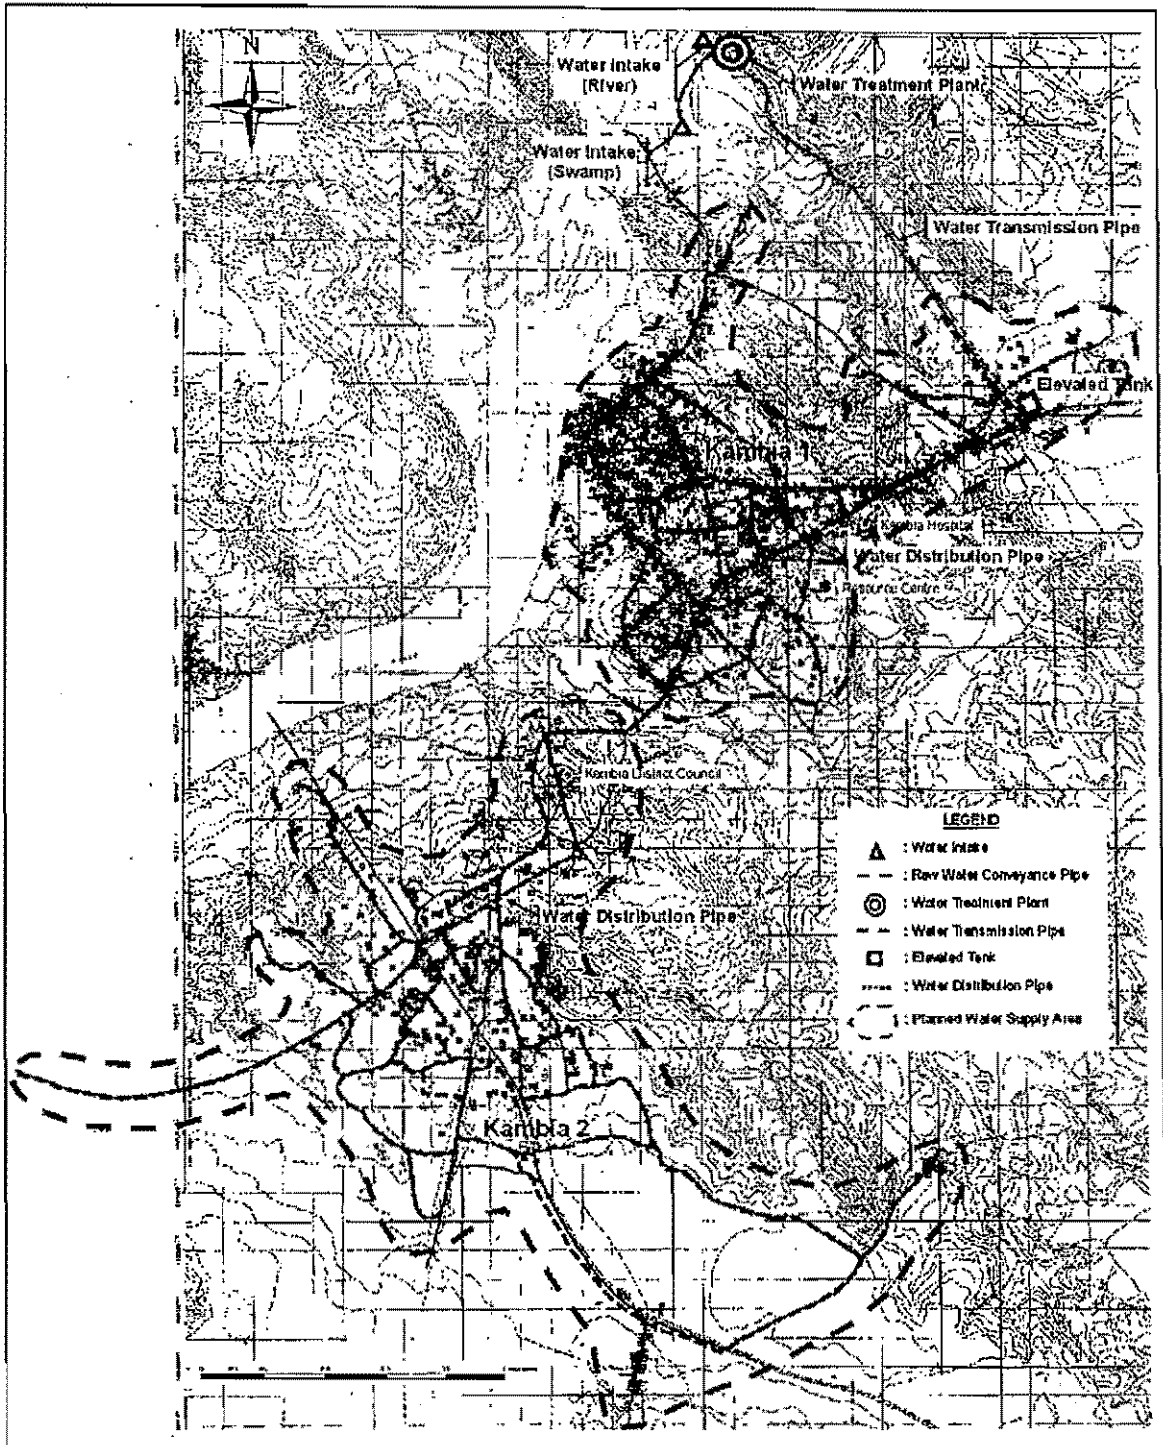 N
Water Intake
(River)
Water Treatment Plant
Water Intake
(Swamp)
Water Transmission Pipe
Elevated Tank
Kambia 1
Kambia Hospital
Water Distribution Pipe
Resource Centre
Kambia District Council
LEGEND
: Water Intake
: Raw Water Conveyance Pipe
: Water Treatment Plant
: Water Transmission Pipe
: Elevated Tank
: Water Distribution Pipe
: Planned Water Supply Area
Water Distribution Pipe
Kambia 2